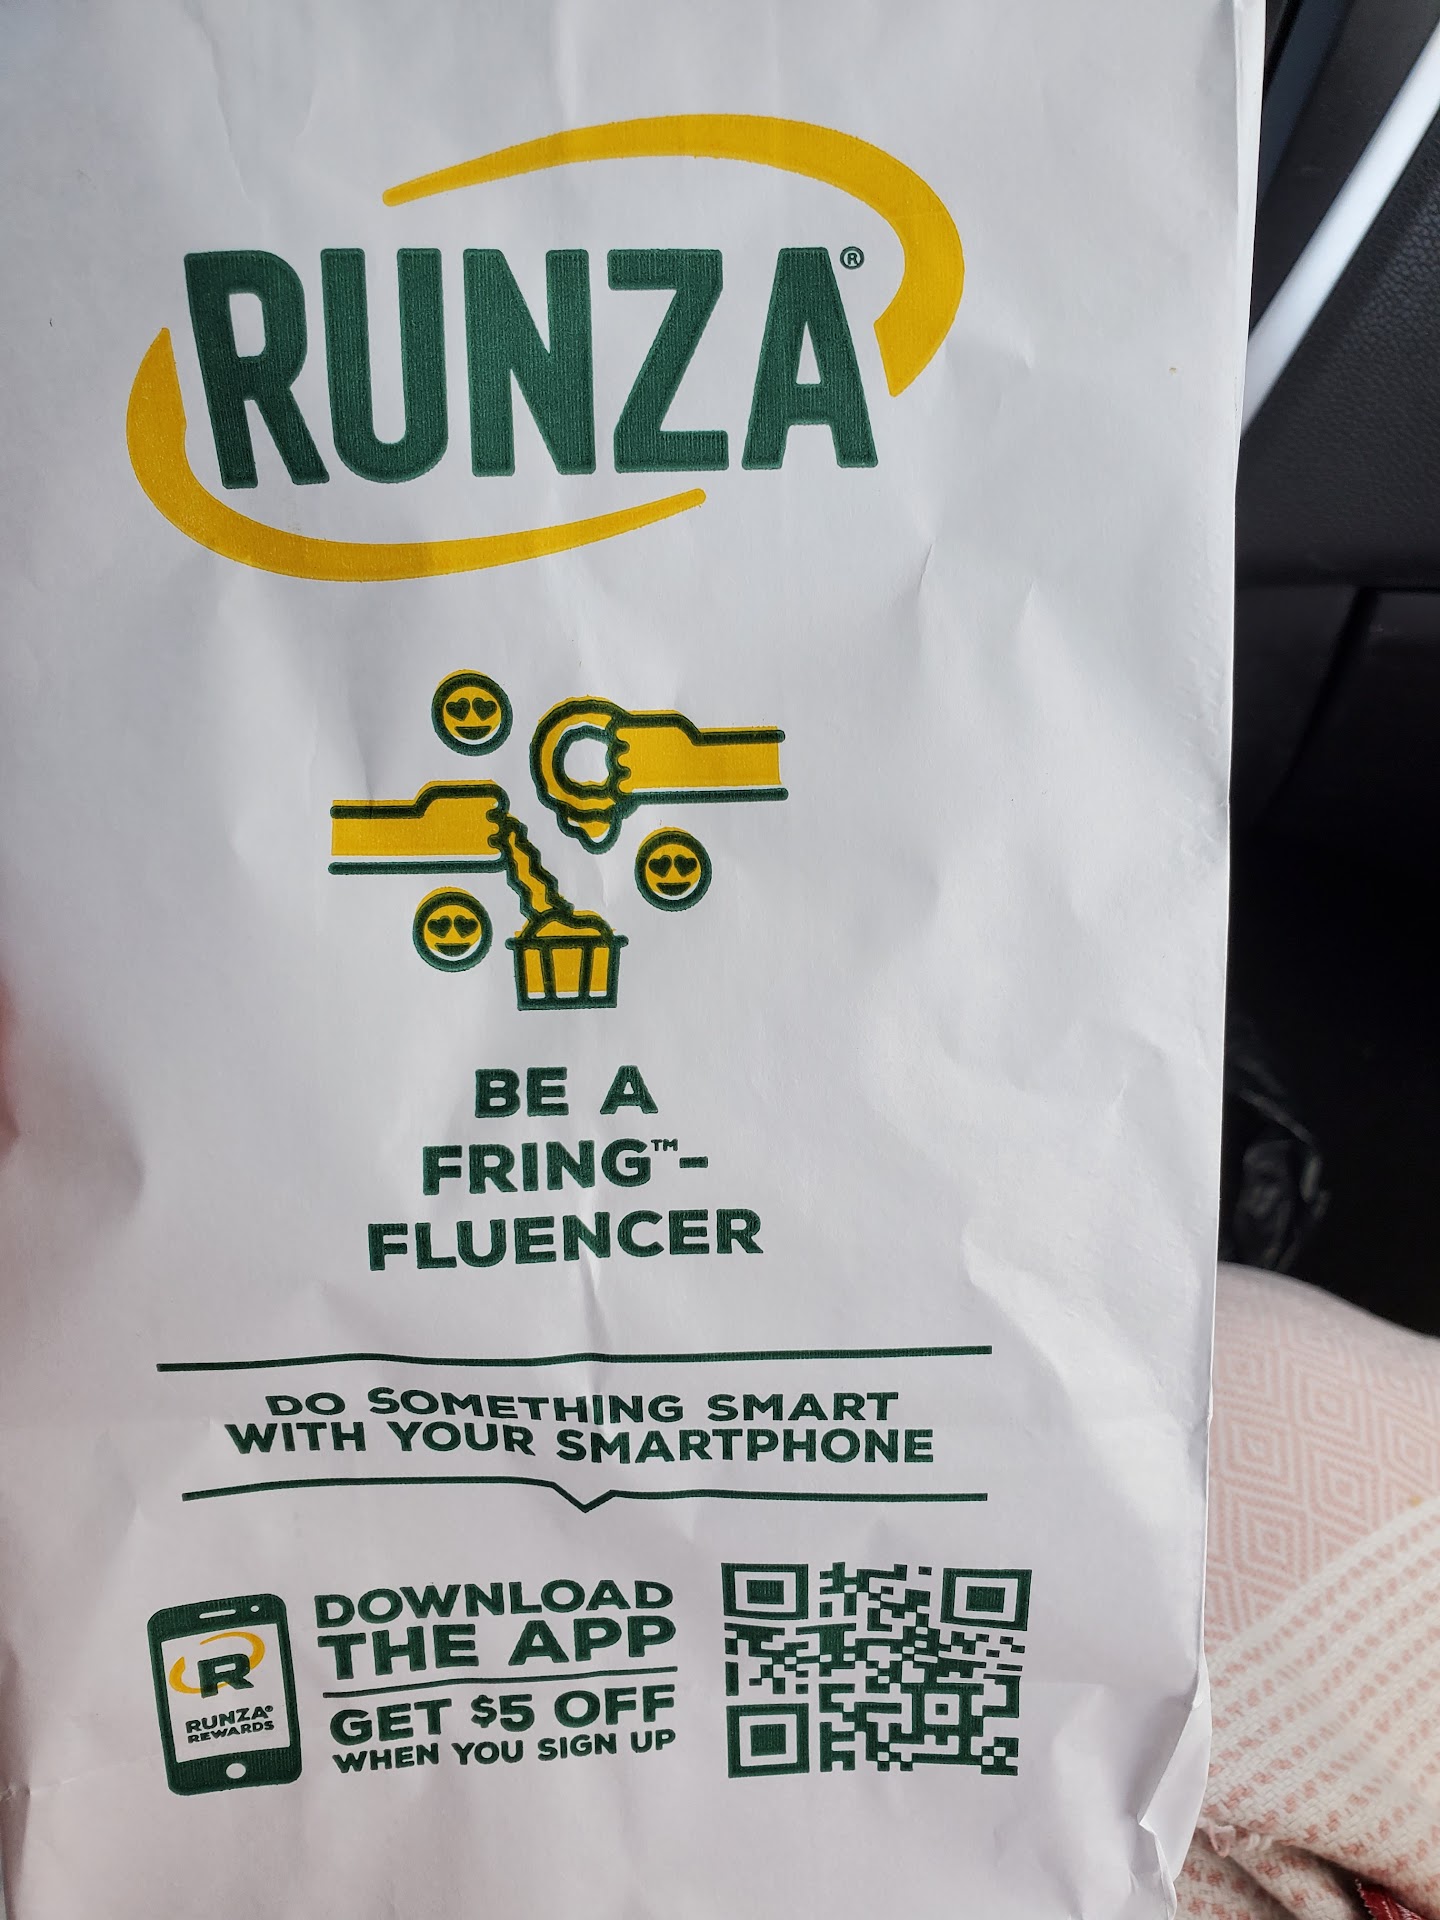 RUNZA®
BE A
FRING™-
FLUENCER
DO SOMETHING SMART
WITH YOUR SMARTPHONE
R
RUNZA®
REWARDS
DOWNLOAD
THE APP
GET $5 OFF
WHEN YOU SIGN UP